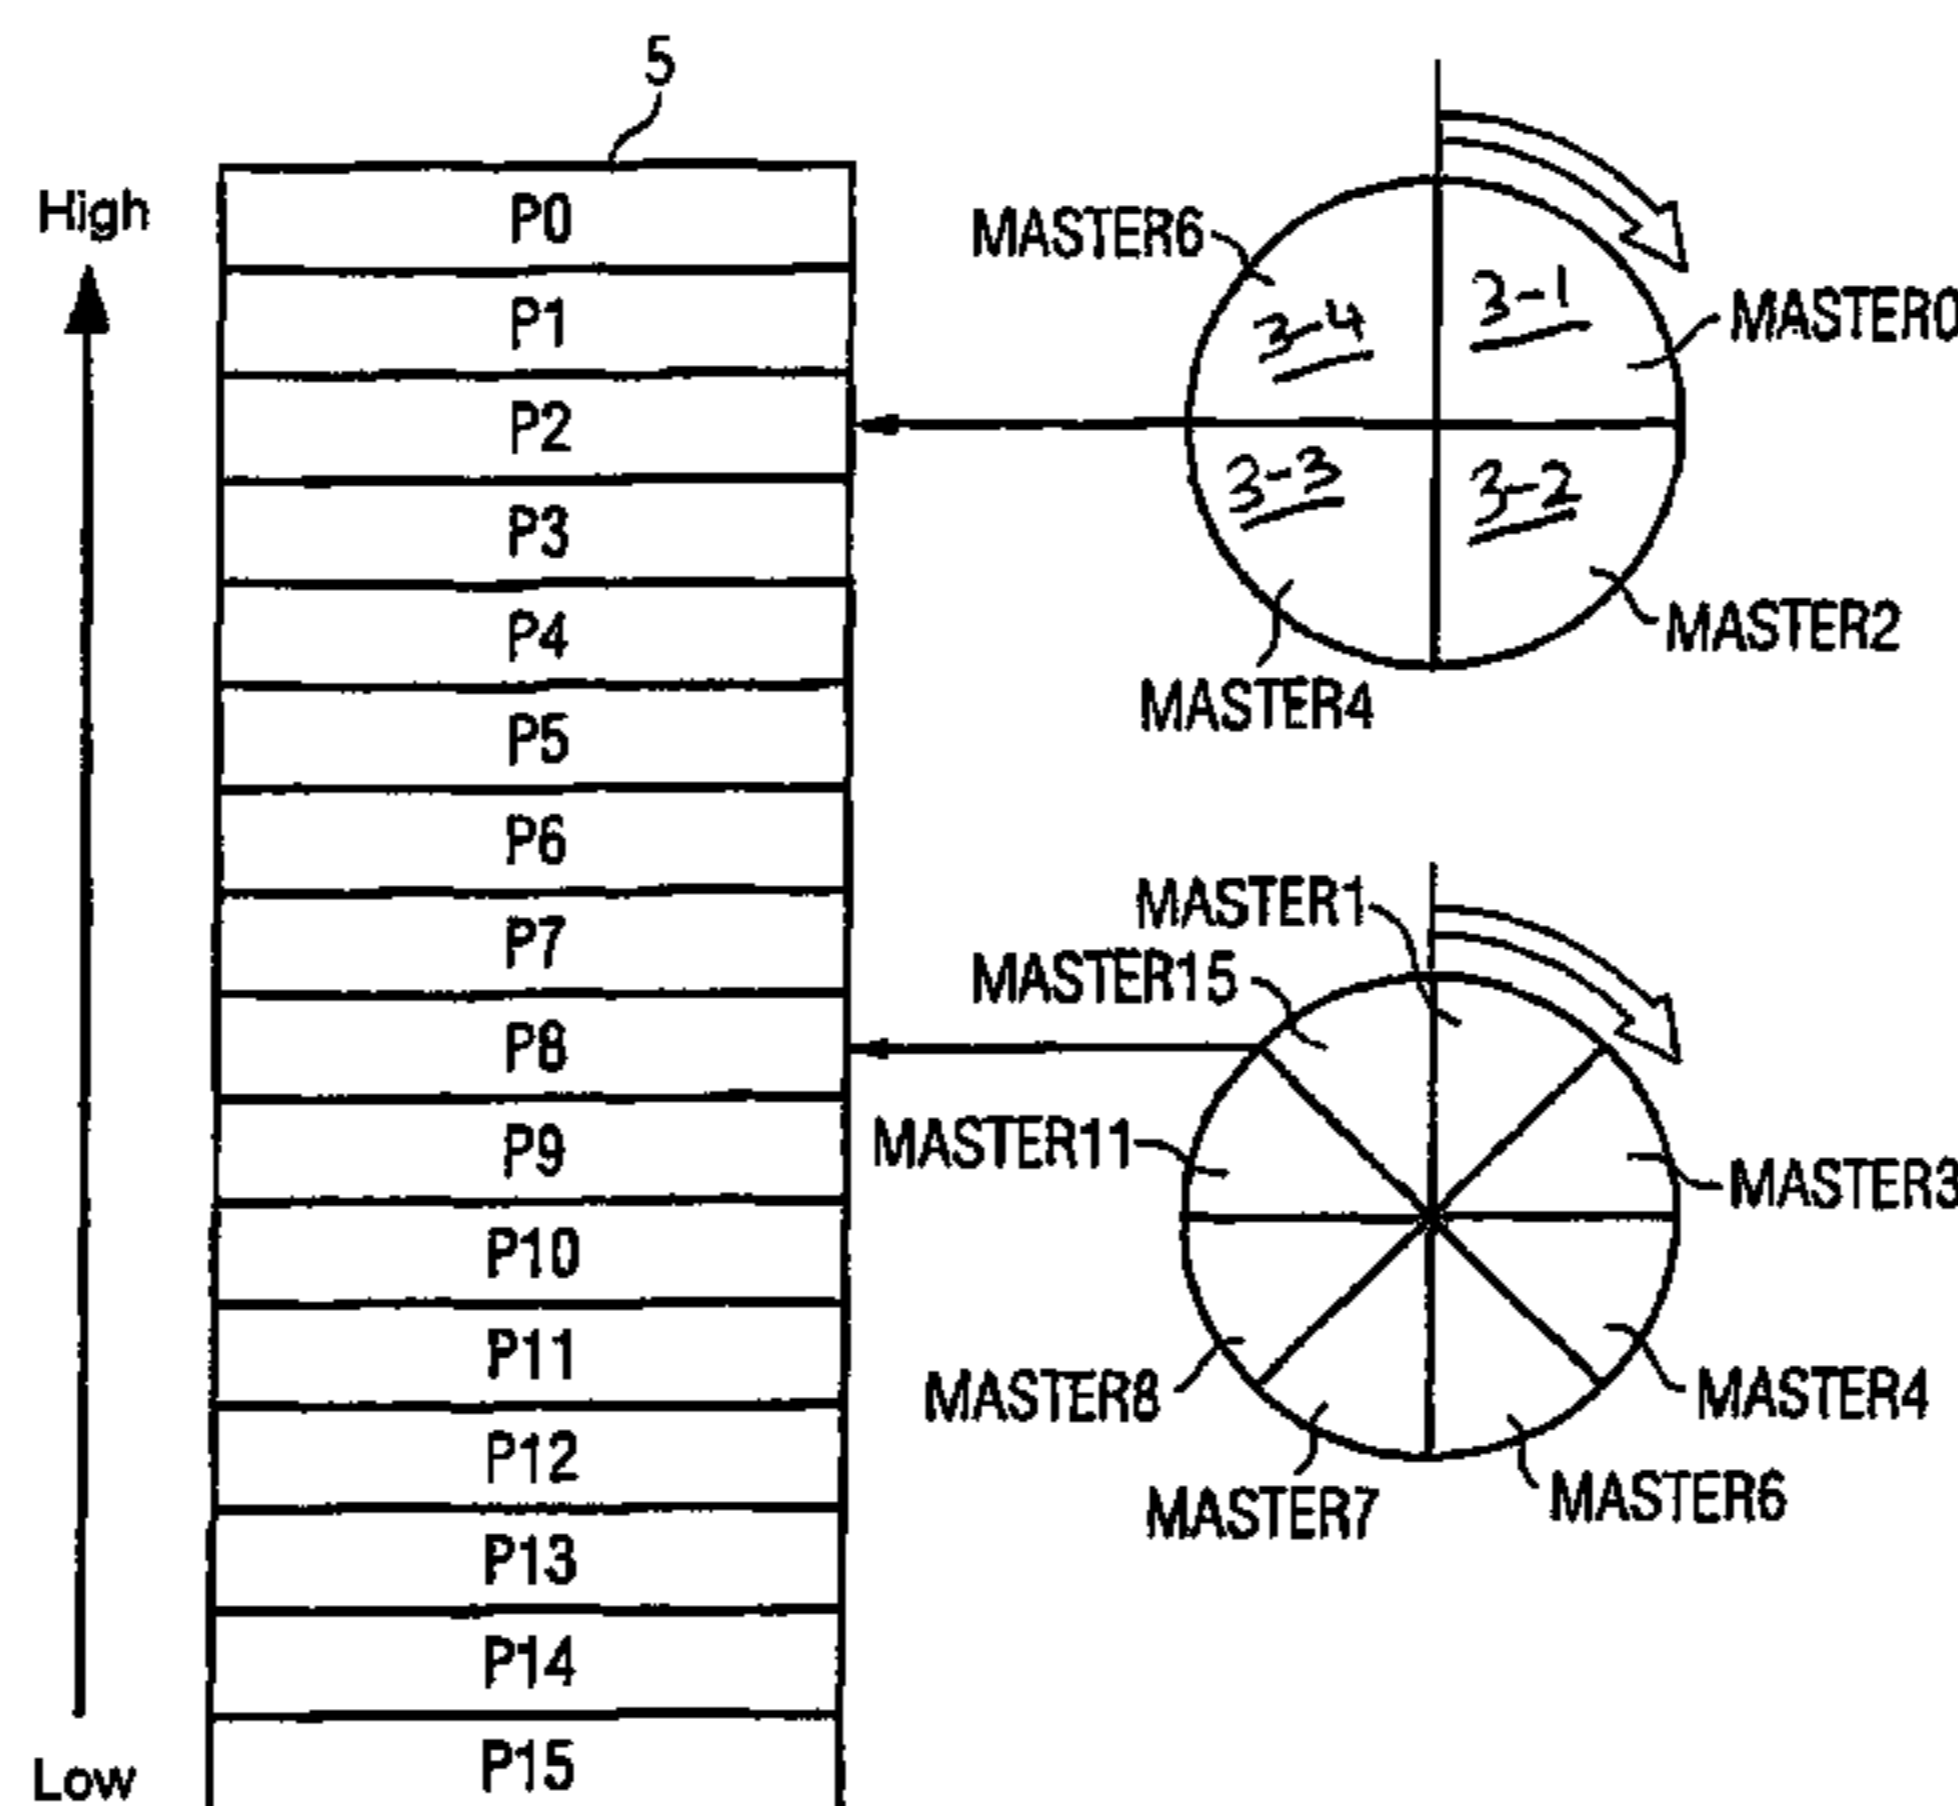 5
High
P0
P1
P2
P3
P4
P5
P6
P7
P8
P9
P10
P11
P12
P13
P14
P15
Low
MASTER6
3-4
3-1
MASTER0
3-3
3-2
MASTER2
MASTER4
MASTER1
MASTER15
MASTER11
MASTER3
MASTER8
MASTER4
MASTER7
MASTER6